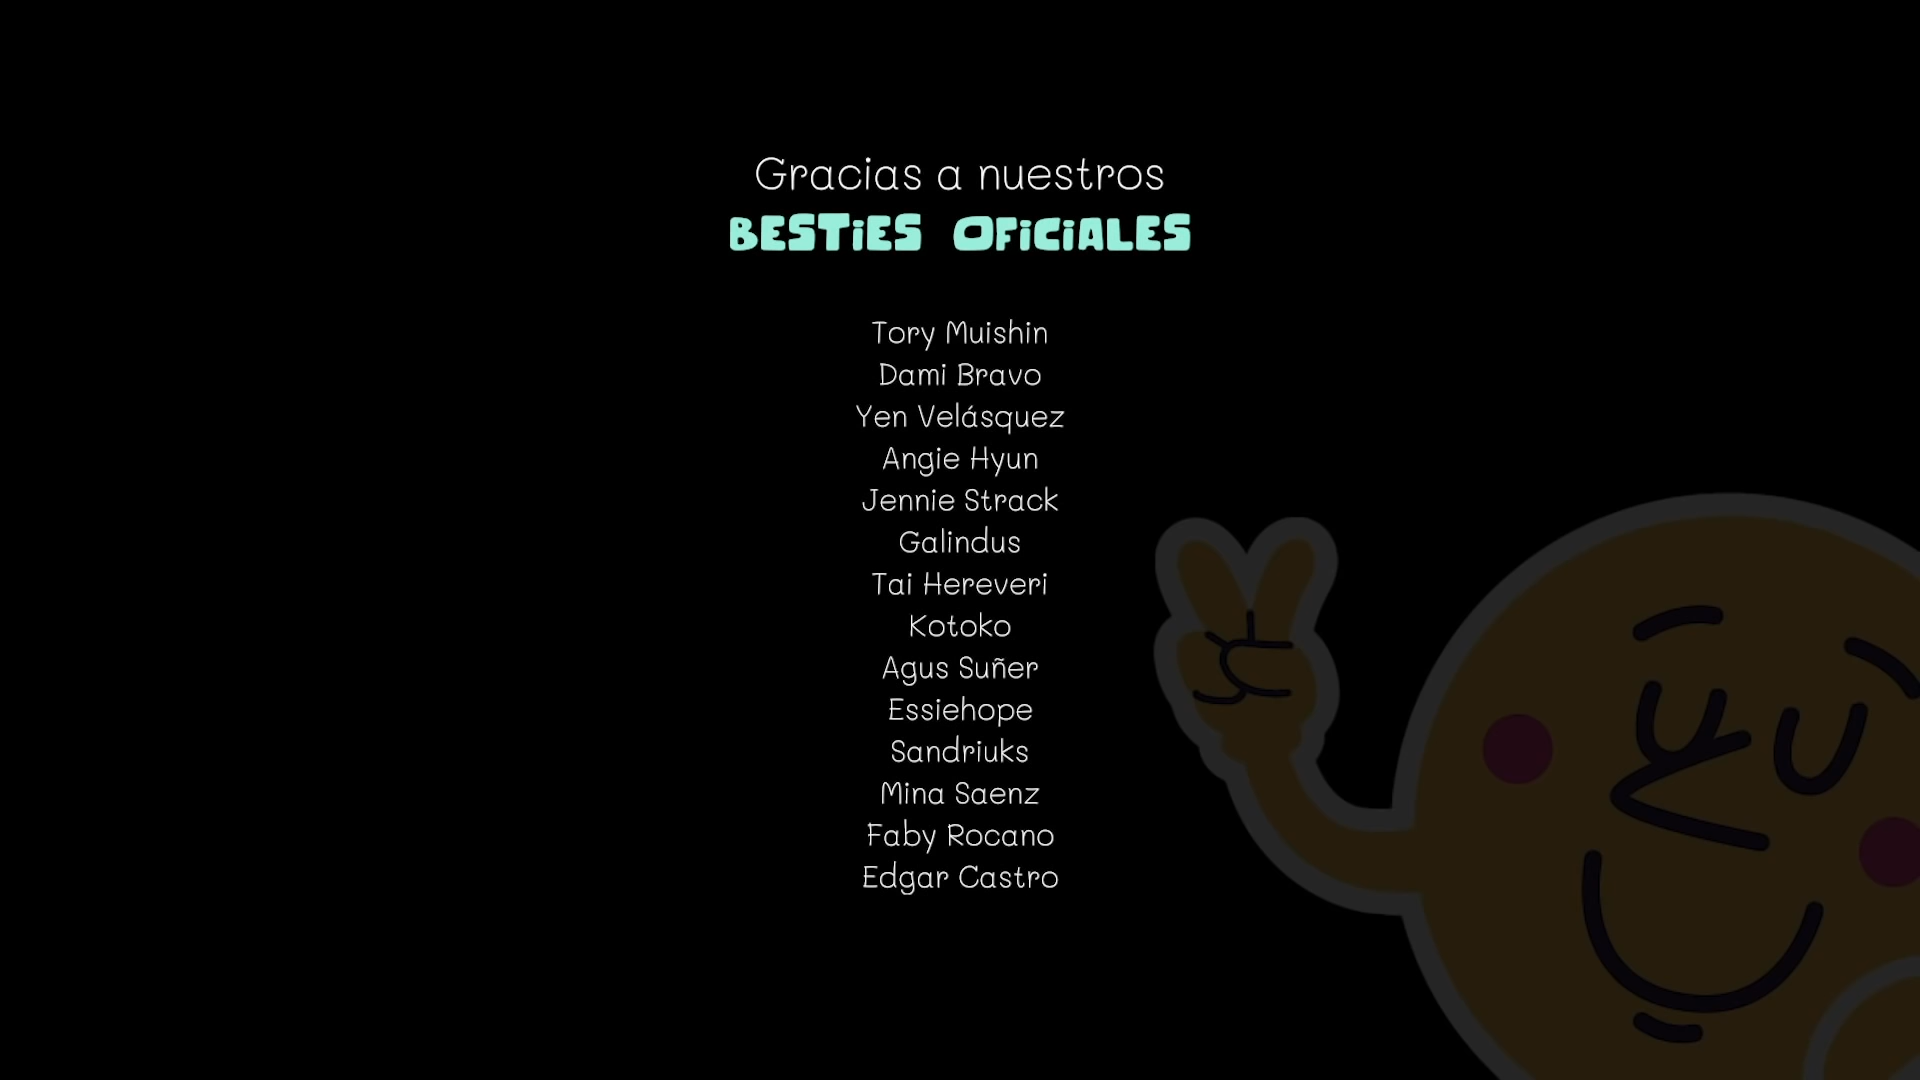 Gracias a nuestros
BESTiES OFiCiALES
Tory Muishin
Dami Bravo
Yen Velásquez
Angie Hyun
Jennie Strack
Galindus
Tai Hereveri
Kotoko
Agus Suñer
Essiehope
Sandriuks
Mina Saenz
Faby Rocano
Edgar Castro